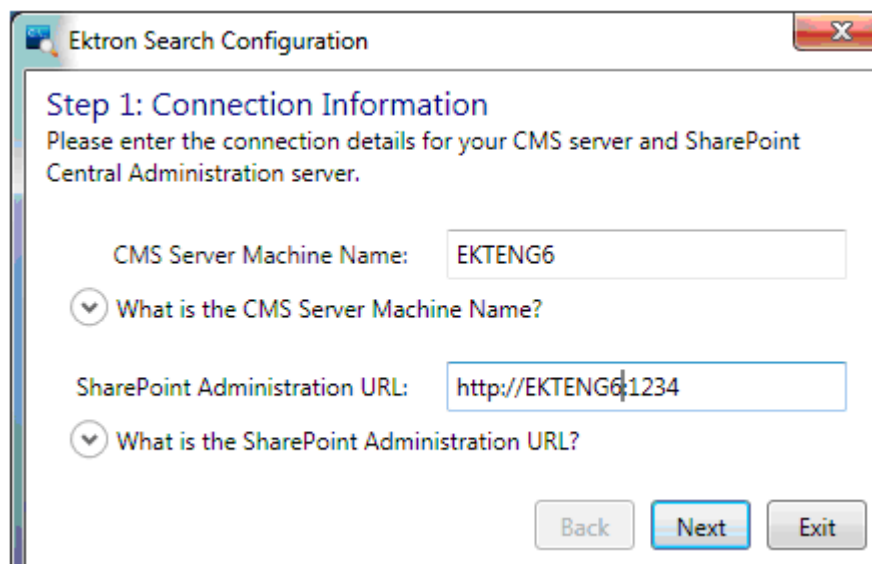 Ektron Search Configuration
Step 1: Connection Information
Please enter the connection details for your CMS server and SharePoint
Central Administration server.
CMS Server Machine Name: EKTENG6
What is the CMS Server Machine Name?
SharePoint Administration URL: http://EKTENG6:1234
What is the SharePoint Administration URL?
Back Next Exit